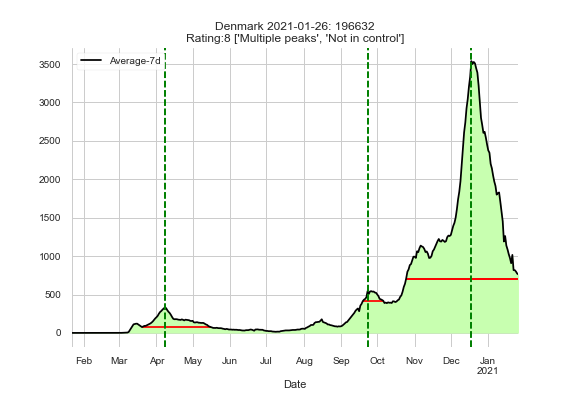 Denmark 2021-01-26: 196632
Rating:8 ['Multiple peaks', 'Not in control']
Average-7d
3500
3000
2500
2000
1500
1000
500
0
Feb Mar Apr May Jun Jul Aug Sep Oct Nov Dec Jan
2021
Date